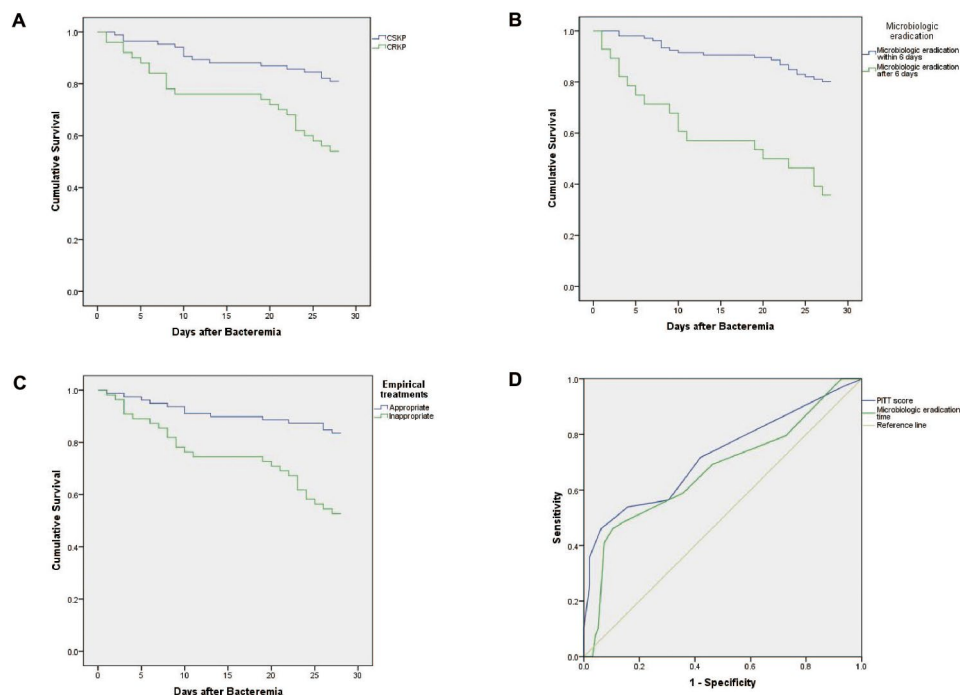 A
CSKP
CRKP
Cumulative Survival
1.0
0.8
0.6
0.4
0.2
0.0
0 5 10 15 20 25 30
Days after Bacteremia
B
Microbiologic
eradication
Microbiologic eradication
within 6 days
Microbiologic eradication
after 6 days
Cumulative Survival
1.0
0.8
0.6
0.4
0.2
0.0
0 5 10 15 20 25 30
Days after Bacteremia
C
Empirical
treatments
Appropriate
Inappropriate
Cumulative Survival
1.0
0.8
0.6
0.4
0.2
0.0
0 5 10 15 20 25 30
Days after Bacteremia
D
PITT score
Microbiologic eradication
time
Reference line
Sensitivity
1.0
0.8
0.6
0.4
0.2
0.0
0.0 0.2 0.4 0.6 0.8 1.0
1 - Specificity